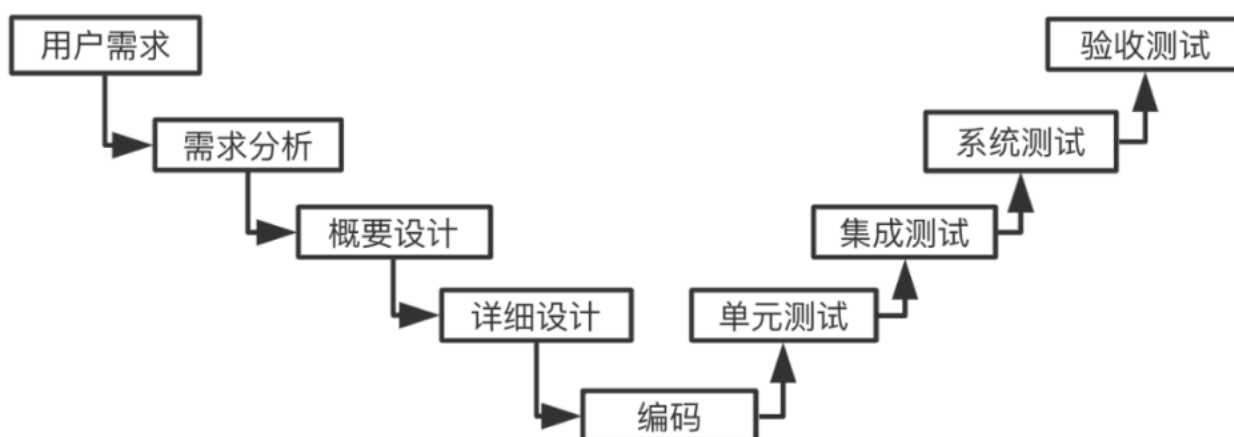 用户需求
需求分析
概要设计
详细设计
编码
单元测试
集成测试
系统测试
验收测试